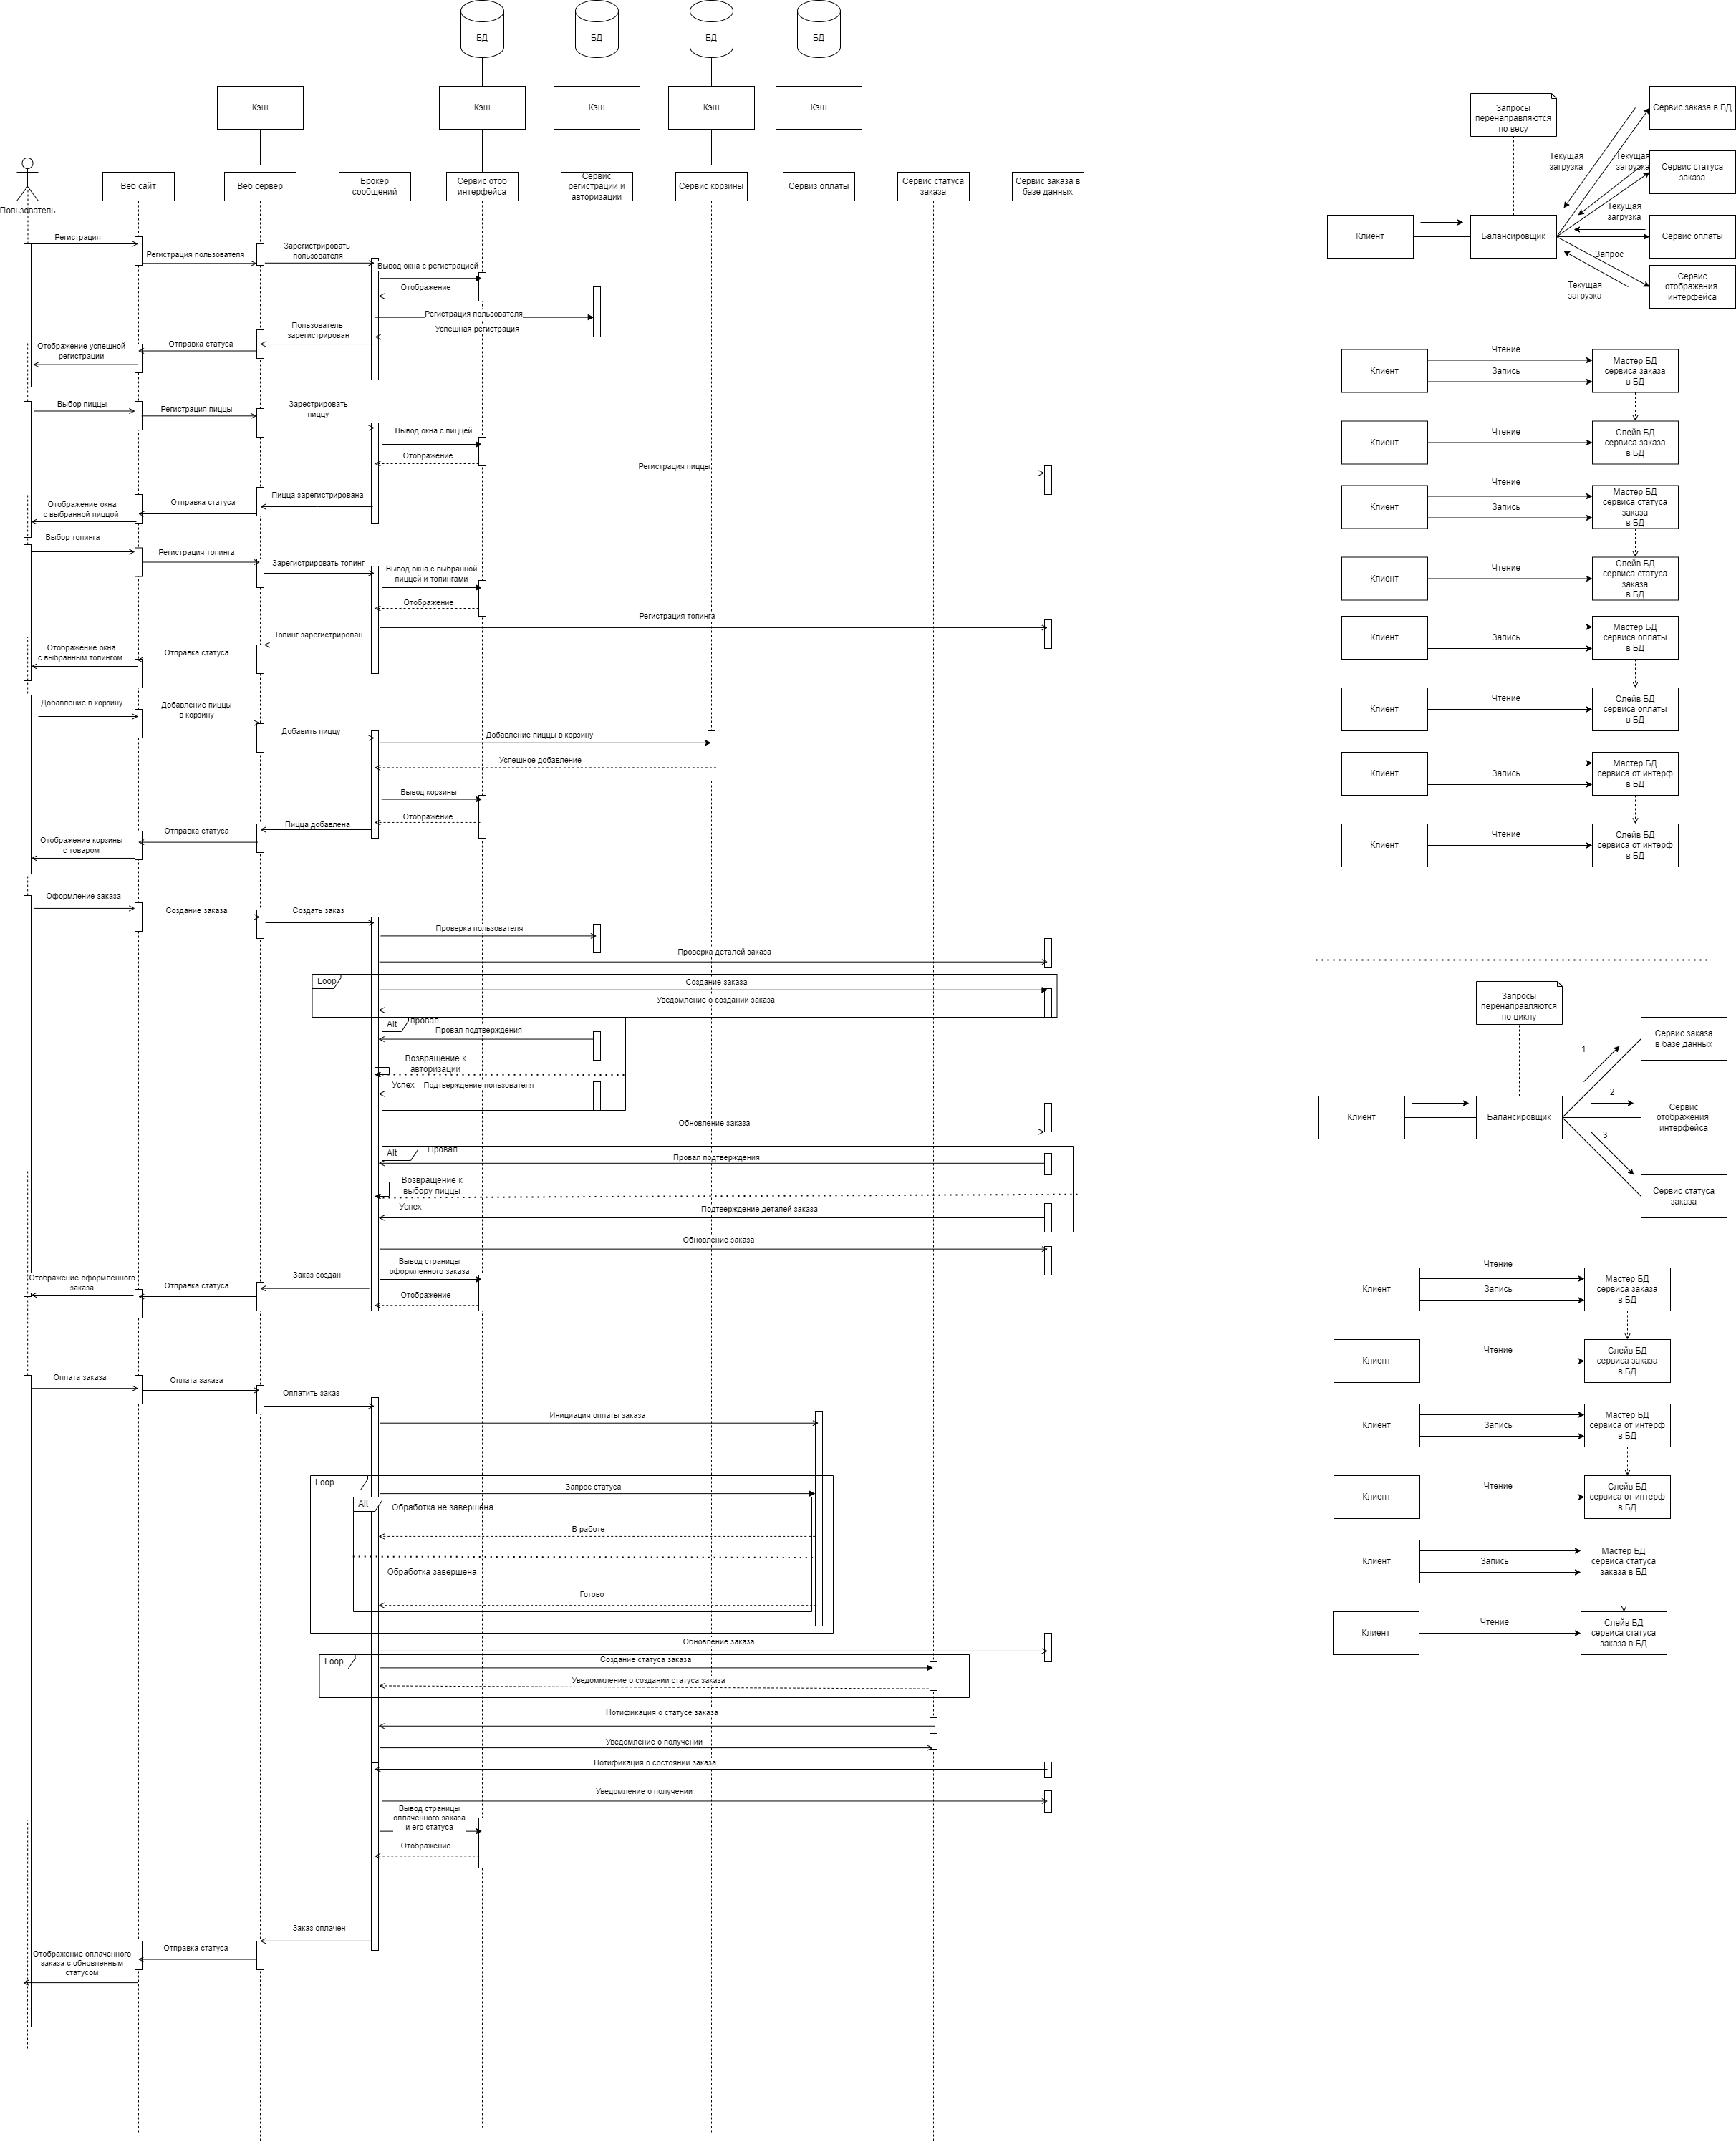 БД
БД
БД
БД
Кэш
Кэш
Кэш
Кэш
Кэш
Пользователь
Веб сайт
Веб сервер
Брокер
сообщений
Сервис отоб
интерфейса
Сервис
регистрации и
авторизации
Сервис корзины
Сервиз оплаты
Сервис статуса
заказа
Сервис заказа в
базе данных
Регистрация
Регистрация пользователя
Зарегистрировать
пользователя
Вывод окна с регистрацией
Отображение
Регистрация пользователя
Успешная регистрация
Пользователь
зарегистрирован
Отправка статуса
Отображение успешной
регистрации
Выбор пиццы
Регистрация пиццы
Зарестрировать
пиццу
Вывод окна с пиццей
Отображение
Регистрация пиццы
Пицца зарегистрирована
Отправка статуса
Отображение окна
с выбранной пиццой
Выбор топинга
Регистрация топинга
Зарегистрировать топинг
Вывод окна с выбранной
пиццей и топингами
Отображение
Регистрация топинга
Топинг зарегистрирован
Отправка статуса
Отображение окна
с выбранным топингом
Добавление в корзину
Добавление пиццы
в корзину
Добавить пиццу
Добавление пиццы в корзину
Успешное добавление
Вывод корзины
Отображение
Пицца добавлена
Отправка статуса
Отображение корзины
с товаром
Оформление заказа
Создание заказа
Создать заказ
Проверка пользователя
Проверка деталей заказа
Loop
Создание заказа
Уведомление о создании заказа
Alt
провал
Провал подтверждения
Возвращение к
авторизации
Успех
Подтверждение пользователя
Обновление заказа
Alt
Провал
Провал подтверждения
Возвращение к
выбору пиццы
Успех
Подтверждение деталей заказа
Обновление заказа
Вывод страницы
оформленного заказа
Отображение
Заказ создан
Отправка статуса
Отображение оформленного
заказа
Оплата заказа
Оплата заказа
Оплатить заказ
Инициация оплаты заказа
Loop
Запрос статуса
Alt
Обработка не завершена
В работе
Обработка завершена
Готово
Обновление заказа
Loop
Создание статуса заказа
Уведоммление о создании статуса заказа
Нотификация о статусе заказа
Уведомление о получении
Нотификация о состоянии заказа
Уведомление о получении
Вывод страницы
оплаченного заказа
и его статуса
Отображение
Заказ оплачен
Отправка статуса
Отображение оплаченного
заказа с обновленным
статусом
Запросы
перенаправляются
по весу
Клиент
Балансировщик
Текущая
загрузка
Текущая
загрузка
Текущая
загрузка
Запрос
Текущая
загрузка
Сервис заказа в БД
Сервис статуса
заказа
Сервис оплаты
Сервис
отображения
интерфейса
Клиент
Чтение
Запись
Мастер БД
сервиса заказа
в БД
Клиент
Чтение
Слейв БД
сервиса заказа
в БД
Клиент
Чтение
Запись
Мастер БД
сервиса статуса
заказа
в БД
Клиент
Чтение
Слейв БД
сервиса статуса
заказа
в БД
Клиент
Чтение
Запись
Мастер БД
сервиса оплаты
в БД
Клиент
Чтение
Слейв БД
сервиса оплаты
в БД
Клиент
Чтение
Запись
Мастер БД
сервиса от интерф
в БД
Клиент
Чтение
Слейв БД
сервиса от интерф
в БД
Запросы
перенаправляются
по циклу
Клиент
Балансировщик
1
2
3
Сервис заказа
в базе данных
Сервис
отображения
интерфейса
Сервис статуса
заказа
Клиент
Чтение
Запись
Мастер БД
сервиса заказа
в БД
Клиент
Чтение
Слейв БД
сервиса заказа
в БД
Клиент
Чтение
Запись
Мастер БД
сервиса от интерф
в БД
Клиент
Чтение
Слейв БД
сервиса от интерф
в БД
Клиент
Запись
Мастер БД
сервиса статуса
заказа в БД
Клиент
Чтение
Слейв БД
сервиса статуса
заказа в БД